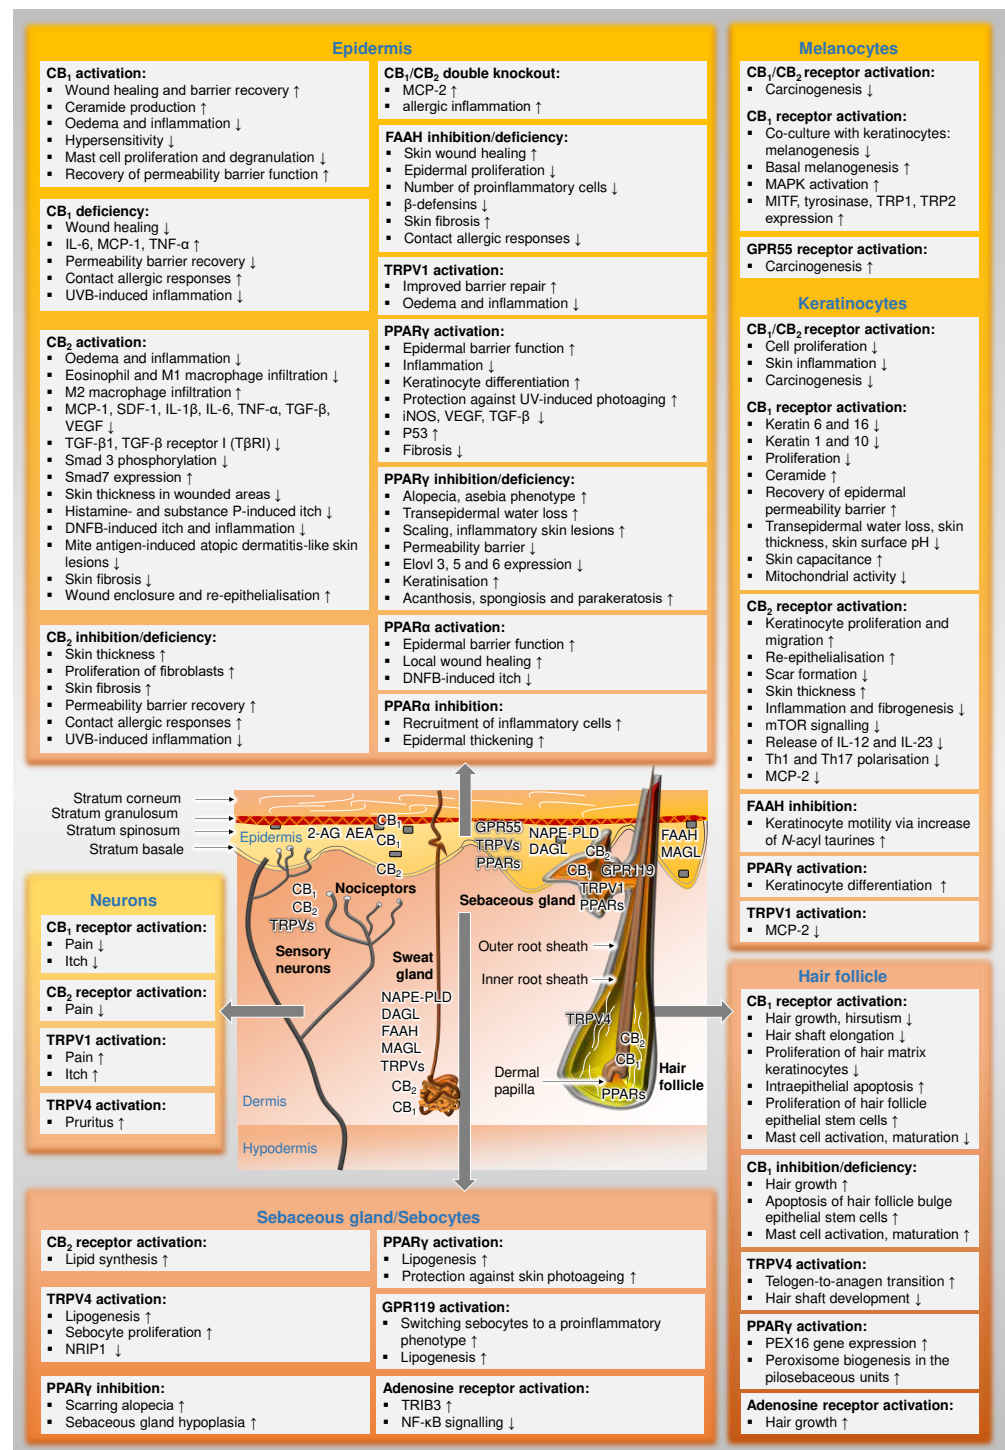 Epidermis
CB₁ activation:
▪ Wound healing and barrier recovery ↑
▪ Ceramide production ↑
▪ Oedema and inflammation ↓
▪ Hypersensitivity ↓
▪ Mast cell proliferation and degranulation ↓
▪ Recovery of permeability barrier function ↑
CB₁ deficiency:
▪ Wound healing ↓
▪ IL-6, MCP-1, TNF-α ↑
▪ Permeability barrier recovery ↓
▪ Contact allergic responses ↑
▪ UVB-induced inflammation ↓
CB₂ activation:
▪ Oedema and inflammation ↓
▪ Eosinophil and M1 macrophage infiltration ↓
▪ M2 macrophage infiltration ↑
▪ MCP-1, SDF-1, IL-1β, IL-6, TNF-α, TGF-β,
VEGF ↓
▪ TGF-β1, TGF-β receptor I (TβRI) ↓
▪ Smad 3 phosphorylation ↓
▪ Smad7 expression ↑
▪ Skin thickness in wounded areas ↓
▪ Histamine- and substance P-induced itch ↓
▪ DNFB-induced itch and inflammation ↓
▪ Mite antigen-induced atopic dermatitis-like skin
lesions ↓
▪ Skin fibrosis ↓
▪ Wound enclosure and re-epithelialisation ↑
CB₂ inhibition/deficiency:
▪ Skin thickness ↑
▪ Proliferation of fibroblasts ↑
▪ Skin fibrosis ↑
▪ Permeability barrier recovery ↑
▪ Contact allergic responses ↑
▪ UVB-induced inflammation ↓
CB₁/CB₂ double knockout:
▪ MCP-2 ↑
▪ allergic inflammation ↑
FAAH inhibition/deficiency:
▪ Skin wound healing ↑
▪ Epidermal proliferation ↓
▪ Number of proinflammatory cells ↓
▪ β-defensins ↓
▪ Skin fibrosis ↑
▪ Contact allergic responses ↓
TRPV1 activation:
▪ Improved barrier repair ↑
▪ Oedema and inflammation ↓
PPARγ activation:
▪ Epidermal barrier function ↑
▪ Inflammation ↓
▪ Keratinocyte differentiation ↑
▪ Protection against UV-induced photoaging ↑
▪ iNOS, VEGF, TGF-β ↓
▪ P53 ↑
▪ Fibrosis ↓
PPARγ inhibition/deficiency:
▪ Alopecia, asebia phenotype ↑
▪ Transepidermal water loss ↑
▪ Scaling, inflammatory skin lesions ↑
▪ Permeability barrier ↓
▪ Elovl 3, 5 and 6 expression ↓
▪ Keratinisation ↑
▪ Acanthosis, spongiosis and parakeratosis ↑
PPARα activation:
▪ Epidermal barrier function ↑
▪ Local wound healing ↑
▪ DNFB-induced itch ↓
PPARα inhibition:
▪ Recruitment of inflammatory cells ↑
▪ Epidermal thickening ↑
Melanocytes
CB₁/CB₂ receptor activation:
▪ Carcinogenesis ↓
CB₁ receptor activation:
▪ Co-culture with keratinocytes:
melanogenesis ↓
▪ Basal melanogenesis ↑
▪ MAPK activation ↑
▪ MITF, tyrosinase, TRP1, TRP2
expression ↑
GPR55 receptor activation:
▪ Carcinogenesis ↑
Keratinocytes
CB₁/CB₂ receptor activation:
▪ Cell proliferation ↓
▪ Skin inflammation ↓
▪ Carcinogenesis ↓
CB₁ receptor activation:
▪ Keratin 6 and 16 ↓
▪ Keratin 1 and 10 ↓
▪ Proliferation ↓
▪ Ceramide ↑
▪ Recovery of epidermal
permeability barrier ↑
▪ Transepidermal water loss, skin
thickness, skin surface pH ↓
▪ Skin capacitance ↑
▪ Mitochondrial activity ↓
CB₂ receptor activation:
▪ Keratinocyte proliferation and
migration ↑
▪ Re-epithelialisation ↑
▪ Scar formation ↓
▪ Skin thickness ↑
▪ Inflammation and fibrogenesis ↓
▪ mTOR signalling ↓
▪ Release of IL-12 and IL-23 ↓
▪ Th1 and Th17 polarisation ↓
▪ MCP-2 ↓
FAAH inhibition:
▪ Keratinocyte motility via increase
of N-acyl taurines ↑
PPARγ activation:
▪ Keratinocyte differentiation ↑
TRPV1 activation:
▪ MCP-2 ↓
Stratum corneum
Stratum granulosum
Stratum spinosum
Stratum basale
Epidermis
2-AG AEA
CB₁
CB₁
CB₂
GPR55
TRPVs
PPARs
NAPE-PLD
DAGL
CB₂
CB₁ GPR119
TRPV1
PPARs
FAAH
MAGL
Nociceptors
CB₁
CB₂
TRPVs
Sensory
neurons
Sebaceous gland
Sweat
gland
NAPE-PLD
DAGL
FAAH
MAGL
TRPVs
CB₂
CB₁
Outer root sheath
Inner root sheath
TRPV4
CB₂
CB₁
PPARs
Dermal
papilla
Hair
follicle
Dermis
Hypodermis
Neurons
CB₁ receptor activation:
▪ Pain ↓
▪ Itch ↓
CB₂ receptor activation:
▪ Pain ↓
TRPV1 activation:
▪ Pain ↑
▪ Itch ↑
TRPV4 activation:
▪ Pruritus ↑
Hair follicle
CB₁ receptor activation:
▪ Hair growth, hirsutism ↓
▪ Hair shaft elongation ↓
▪ Proliferation of hair matrix
keratinocytes ↓
▪ Intraepithelial apoptosis ↑
▪ Proliferation of hair follicle
epithelial stem cells ↑
▪ Mast cell activation, maturation ↓
CB₁ inhibition/deficiency:
▪ Hair growth ↑
▪ Apoptosis of hair follicle bulge
epithelial stem cells ↑
▪ Mast cell activation, maturation ↑
TRPV4 activation:
▪ Telogen-to-anagen transition ↑
▪ Hair shaft development ↓
PPARγ activation:
▪ PEX16 gene expression ↑
▪ Peroxisome biogenesis in the
pilosebaceous units ↑
Adenosine receptor activation:
▪ Hair growth ↑
Sebaceous gland/Sebocytes
CB₂ receptor activation:
▪ Lipid synthesis ↑
TRPV4 activation:
▪ Lipogenesis ↑
▪ Sebocyte proliferation ↑
▪ NRIP1 ↓
PPARγ inhibition:
▪ Scarring alopecia ↑
▪ Sebaceous gland hypoplasia ↑
PPARγ activation:
▪ Lipogenesis ↑
▪ Protection against skin photoageing ↑
GPR119 activation:
▪ Switching sebocytes to a proinflammatory
phenotype ↑
▪ Lipogenesis ↑
Adenosine receptor activation:
▪ TRIB3 ↑
▪ NF-κB signalling ↓